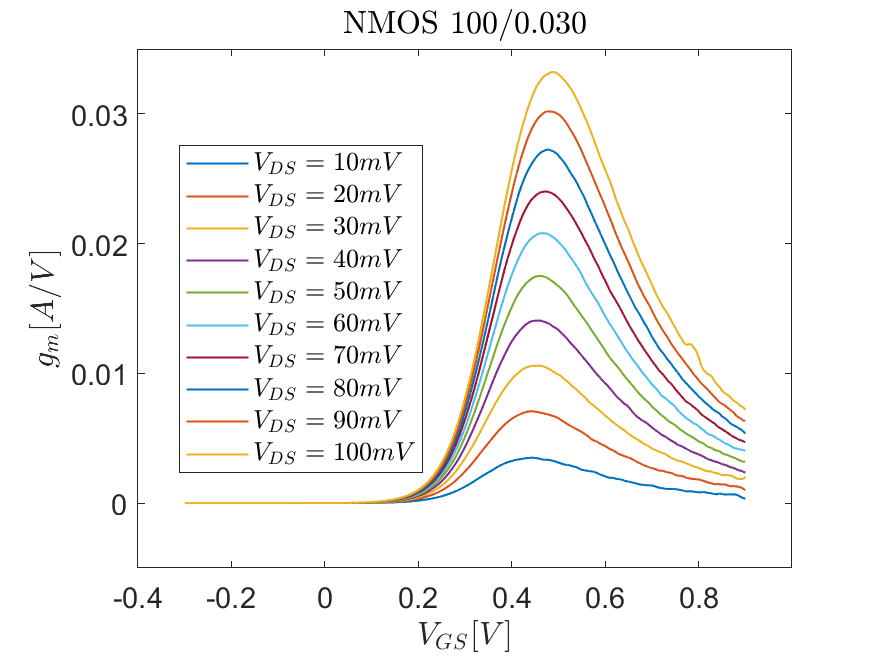 NMOS 100/0.030
0.03
0.02
0.01
0
g_m[A/V]
V_DS = 10mV
V_DS = 20mV
V_DS = 30mV
V_DS = 40mV
V_DS = 50mV
V_DS = 60mV
V_DS = 70mV
V_DS = 80mV
V_DS = 90mV
V_DS = 100mV
-0.4 -0.2 0 0.2 0.4 0.6 0.8
V_GS[V]